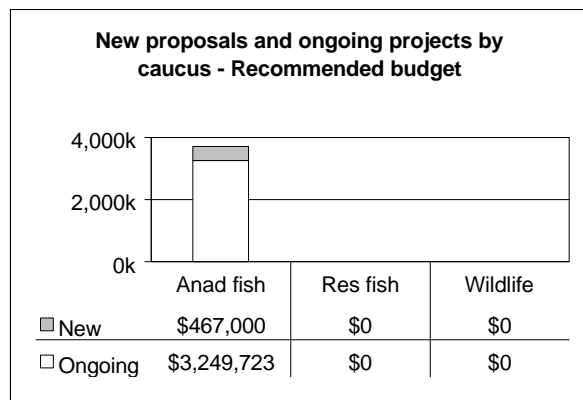 New proposals and ongoing projects by
caucus - Recommended budget
4,000k
2,000k
0k
Anad fish Res fish Wildlife
New $467,000 $0 $0
Ongoing $3,249,723 $0 $0